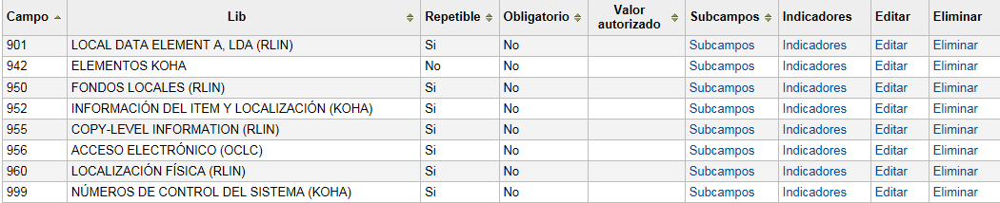 Campo Lib Repetible Obligatorio Valor autorizado Subcampos Indicadores Editar Eliminar
901 LOCAL DATA ELEMENT A, LDA (RLIN) Si No Subcampos Indicadores Editar Eliminar
942 ELEMENTOS KOHA No No Subcampos Indicadores Editar Eliminar
950 FONDOS LOCALES (RLIN) Si No Subcampos Indicadores Editar Eliminar
952 INFORMACIÓN DEL ITEM Y LOCALIZACIÓN (KOHA) Si No Subcampos Indicadores Editar Eliminar
955 COPY-LEVEL INFORMATION (RLIN) Si No Subcampos Indicadores Editar Eliminar
956 ACCESO ELECTRÓNICO (OCLC) Si No Subcampos Indicadores Editar Eliminar
960 LOCALIZACIÓN FÍSICA (RLIN) Si No Subcampos Indicadores Editar Eliminar
999 NÚMEROS DE CONTROL DEL SISTEMA (KOHA) Si No Subcampos Indicadores Editar Eliminar